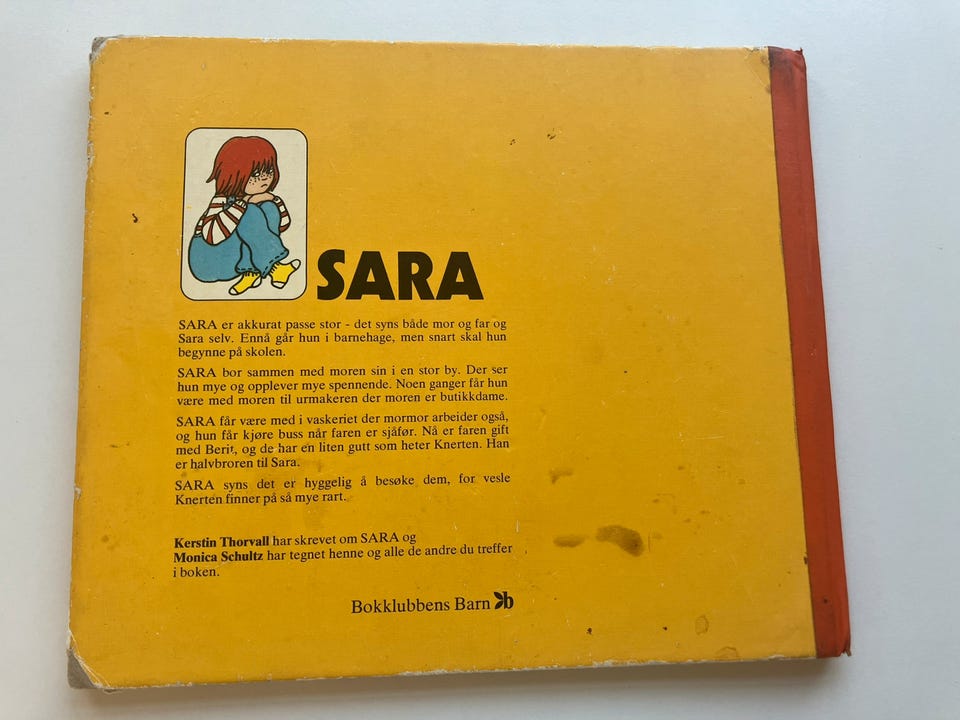 SARA
SARA er akkurat passe stor - det syns både mor og far og
Sara selv. Ennå går hun i barnehage, men snart skal hun
begynne på skolen.
SARA bor sammen med moren sin i en stor by. Der ser
hun mye og opplever mye spennende. Noen ganger får hun
være med moren til urmakeren der moren er butikkdame.
SARA får være med i vaskeriet der mormor arbeider også,
og hun får kjøre buss når faren er sjåfør. Nå er faren gift
med Berit, og de har en liten gutt som heter Knerten. Han
er halvbroren til Sara.
SARA syns det er hyggelig å besøke dem, for vesle
Knerten finner på så mye rart.
Kerstin Thorvall har skrevet om SARA og
Monica Schultz har tegnet henne og alle de andre du treffer
i boken.
Bokklubbens Barn b